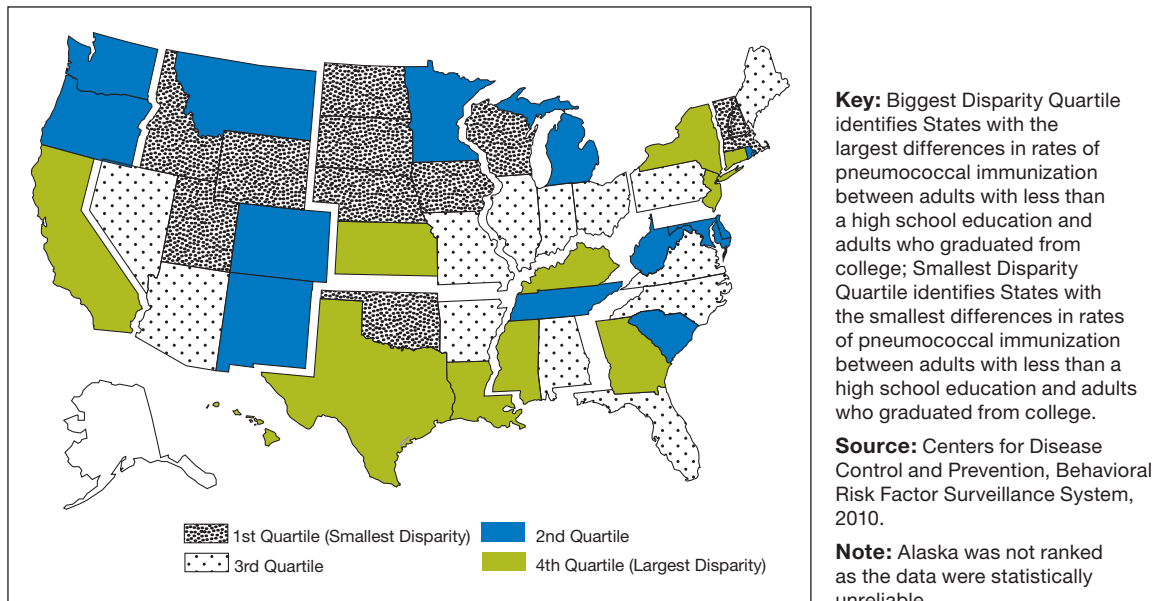 Key: Biggest Disparity Quartile
identifies States with the
largest differences in rates of
pneumococcal immunization
between adults with less than
a high school education and
adults who graduated from
college; Smallest Disparity
Quartile identifies States with
the smallest differences in rates
of pneumococcal immunization
between adults with less than a
high school education and adults
who graduated from college.
Source: Centers for Disease
Control and Prevention, Behavioral
Risk Factor Surveillance System,
2010.
Note: Alaska was not ranked
as the data were statistically
unreliable
1st Quartile (Smallest Disparity)
2nd Quartile
3rd Quartile
4th Quartile (Largest Disparity)